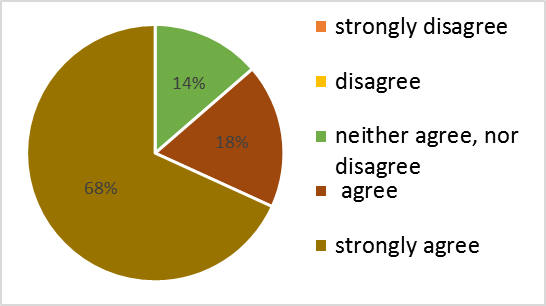 strongly disagree
disagree
14%
neither agree, nor
disagree
18%
agree
68%
strongly agree